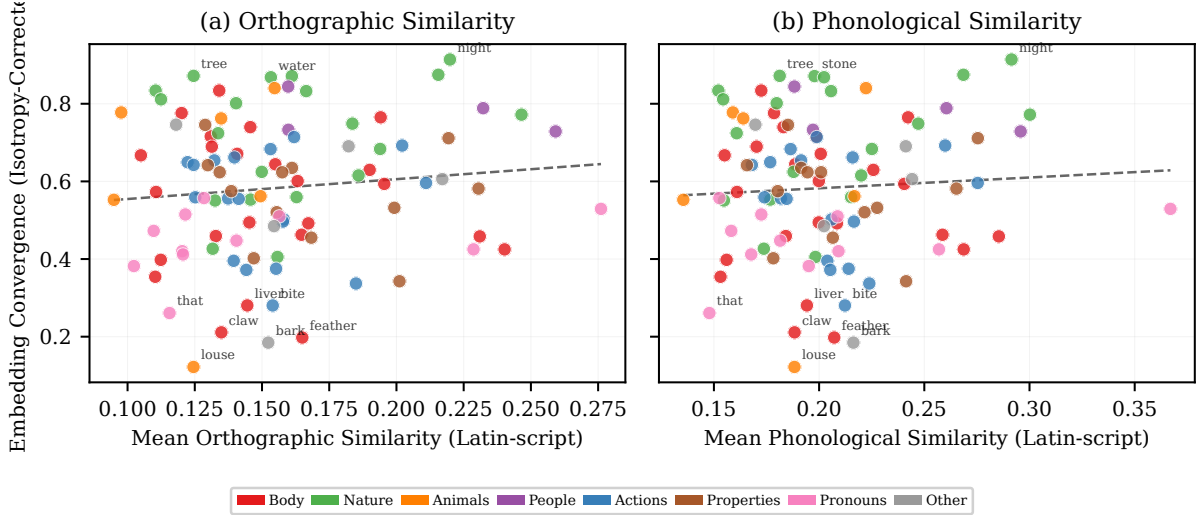 (a) Orthographic Similarity
(b) Phonological Similarity
Embedding Convergence (Isotropy-Corrected
night
tree
water
that
liver
bite
claw
bark
feather
louse
0.8
0.6
0.4
0.2
0.100 0.125 0.150 0.175 0.200 0.225 0.250 0.275
Mean Orthographic Similarity (Latin-script)
night
tree
stone
that
liver
bite
claw
feather
bark
louse
0.15 0.20 0.25 0.30 0.35
Mean Phonological Similarity (Latin-script)
Body Nature Animals People Actions Properties Pronouns Other